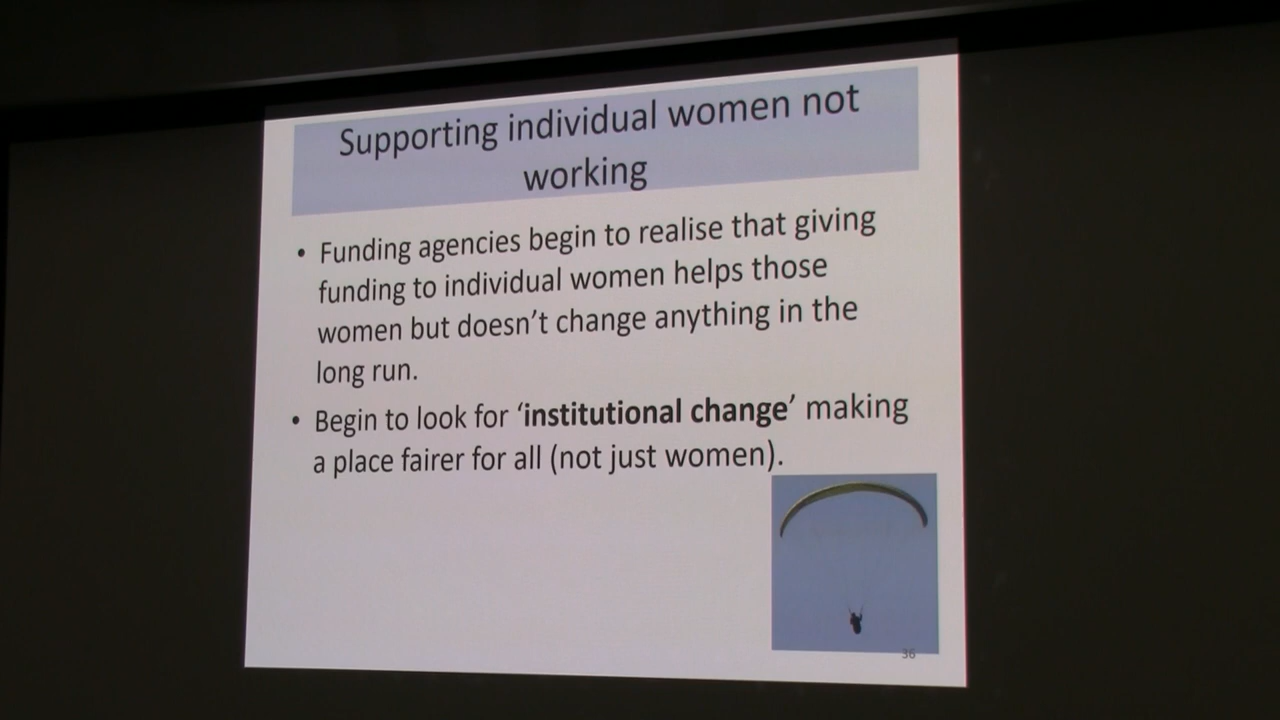 Supporting individual women not
working
• Funding agencies begin to realise that giving
funding to individual women helps those
women but doesn't change anything in the
long run.
• Begin to look for ‘institutional change’ making
a place fairer for all (not just women).
36